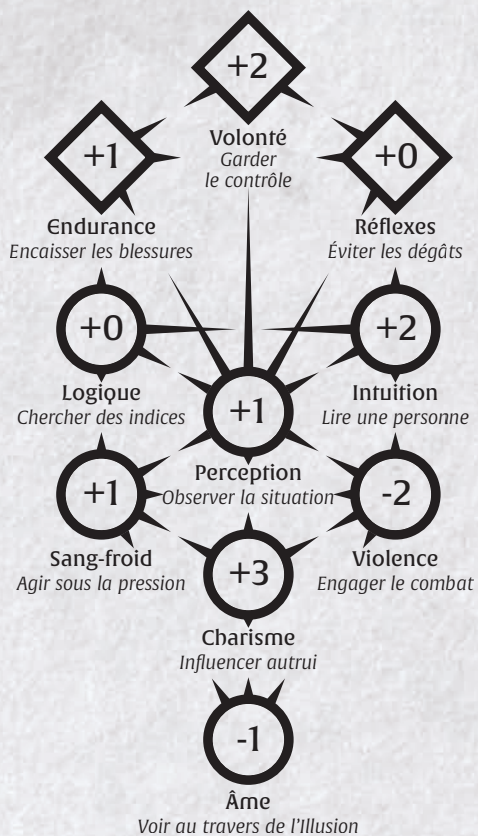 +2
Volonté
Garder
le contrôle
+1
Endurance
Encaisser les blessures
+0
Réflexes
Éviter les dégâts
+0
Logique
Chercher des indices
+2
Intuition
Lire une personne
+1
Perception
Observer la situation
+1
Sang-froid
Agir sous la pression
-2
Violence
Engager le combat
+3
Charisme
Influencer autrui
-1
Âme
Voir au travers de l'Illusion